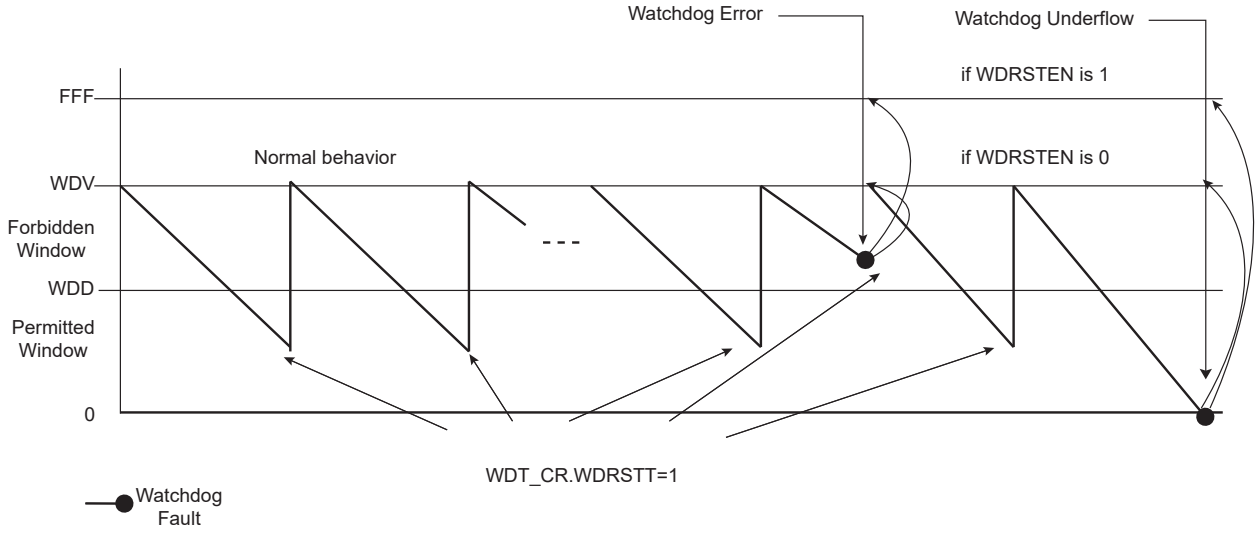 Watchdog Error
Watchdog Underflow
if WDRSTEN is 1
FFF
Normal behavior
if WDRSTEN is 0
WDV
Forbidden
Window
WDD
Permitted
Window
0
WDT_CR.WDRSTT=1
Watchdog
Fault